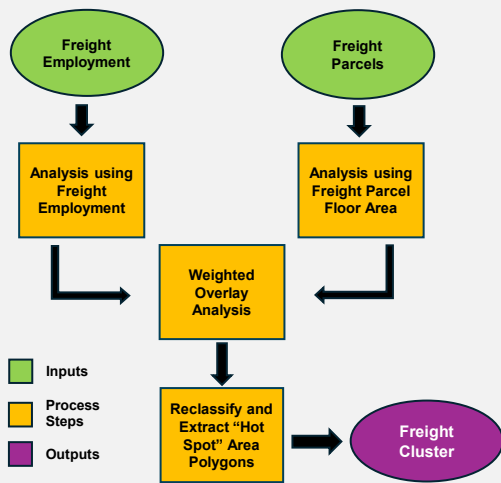 Freight
Employment
Freight
Parcels
Analysis using
Freight
Employment
Analysis using
Freight Parcel
Floor Area
Weighted
Overlay
Analysis
Inputs
Process
Steps
Outputs
Reclassify and
Extract “Hot
Spot” Area
Polygons
Freight
Cluster